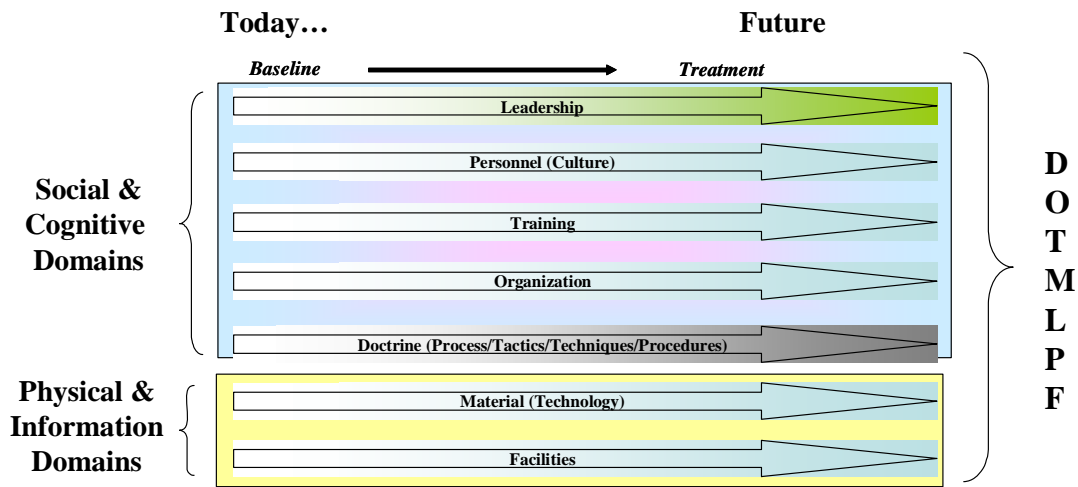 Today…
Future
Baseline
Treatment
Leadership
Personnel (Culture)
Social &
Cognitive
Domains
Training
Organization
Doctrine (Process/Tactics/Techniques/Procedures)
Physical &
Information
Domains
Material (Technology)
Facilities
D
O
T
M
L
P
F